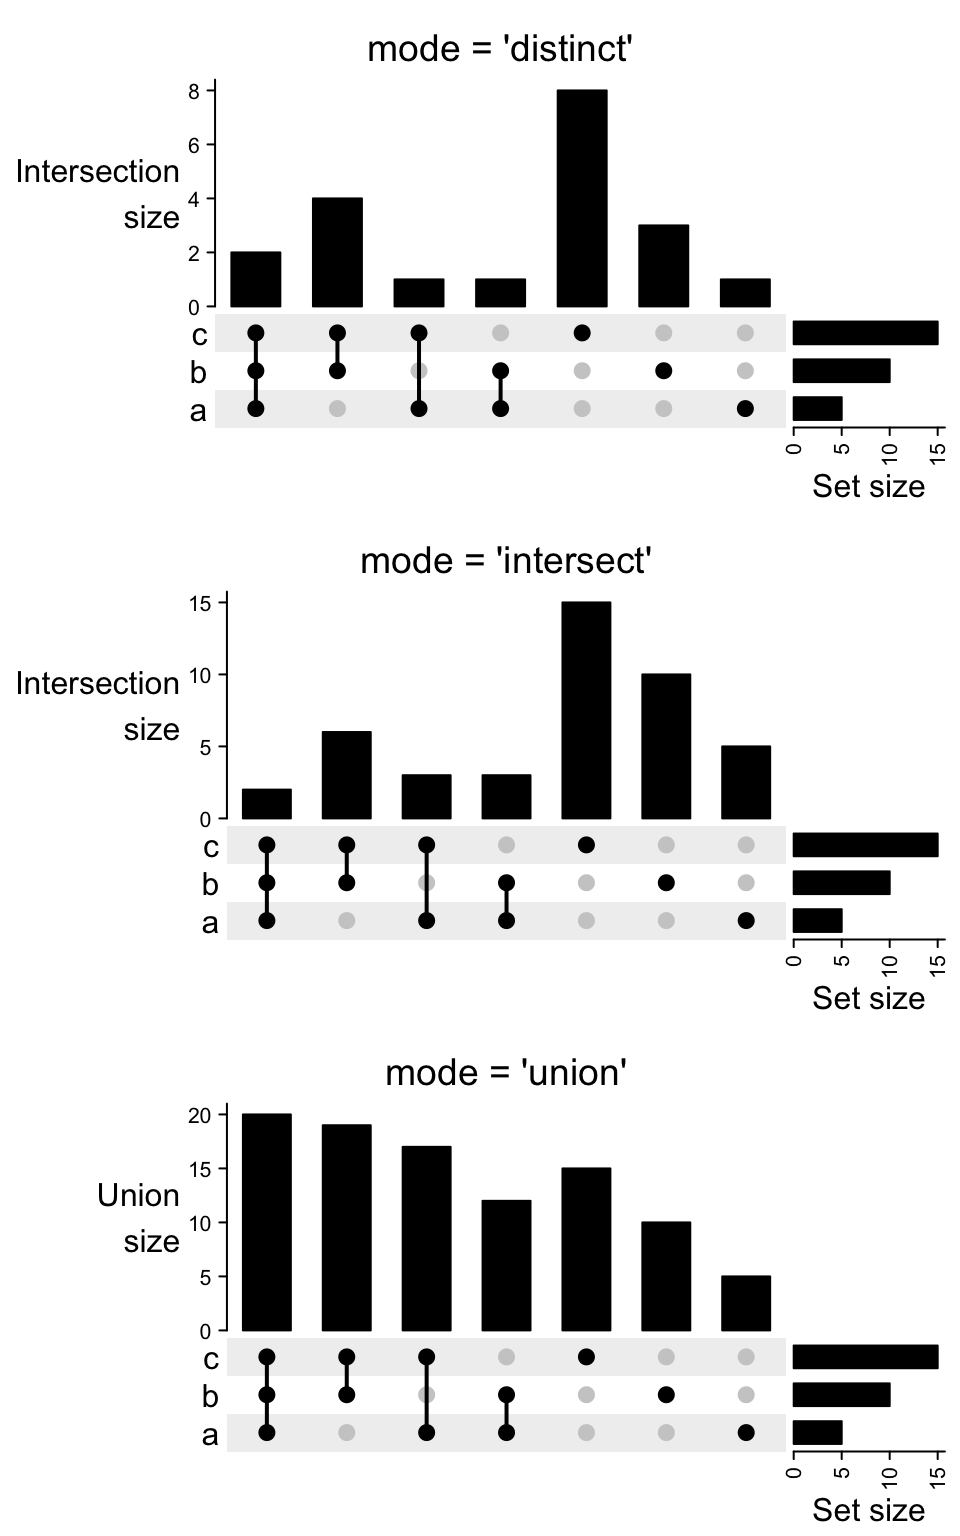 mode = 'distinct'
8
6
Intersection
4
size
2
0
c
b
a
0 5 10 15
Set size
mode = 'intersect'
15
Intersection 10
size
5
0
c
b
a
0 5 10 15
Set size
mode = 'union'
20
15
Union
size 10
5
0
c
b
a
0 5 10 15
Set size